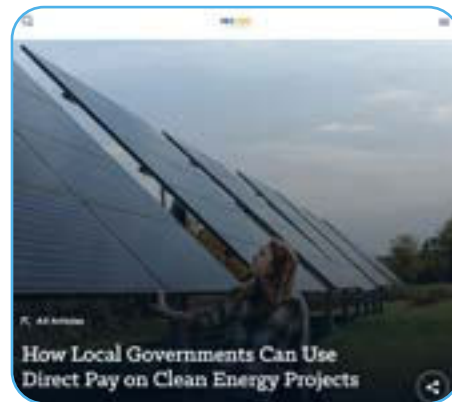 All Articles
How Local Governments Can Use
Direct Pay on Clean Energy Projects